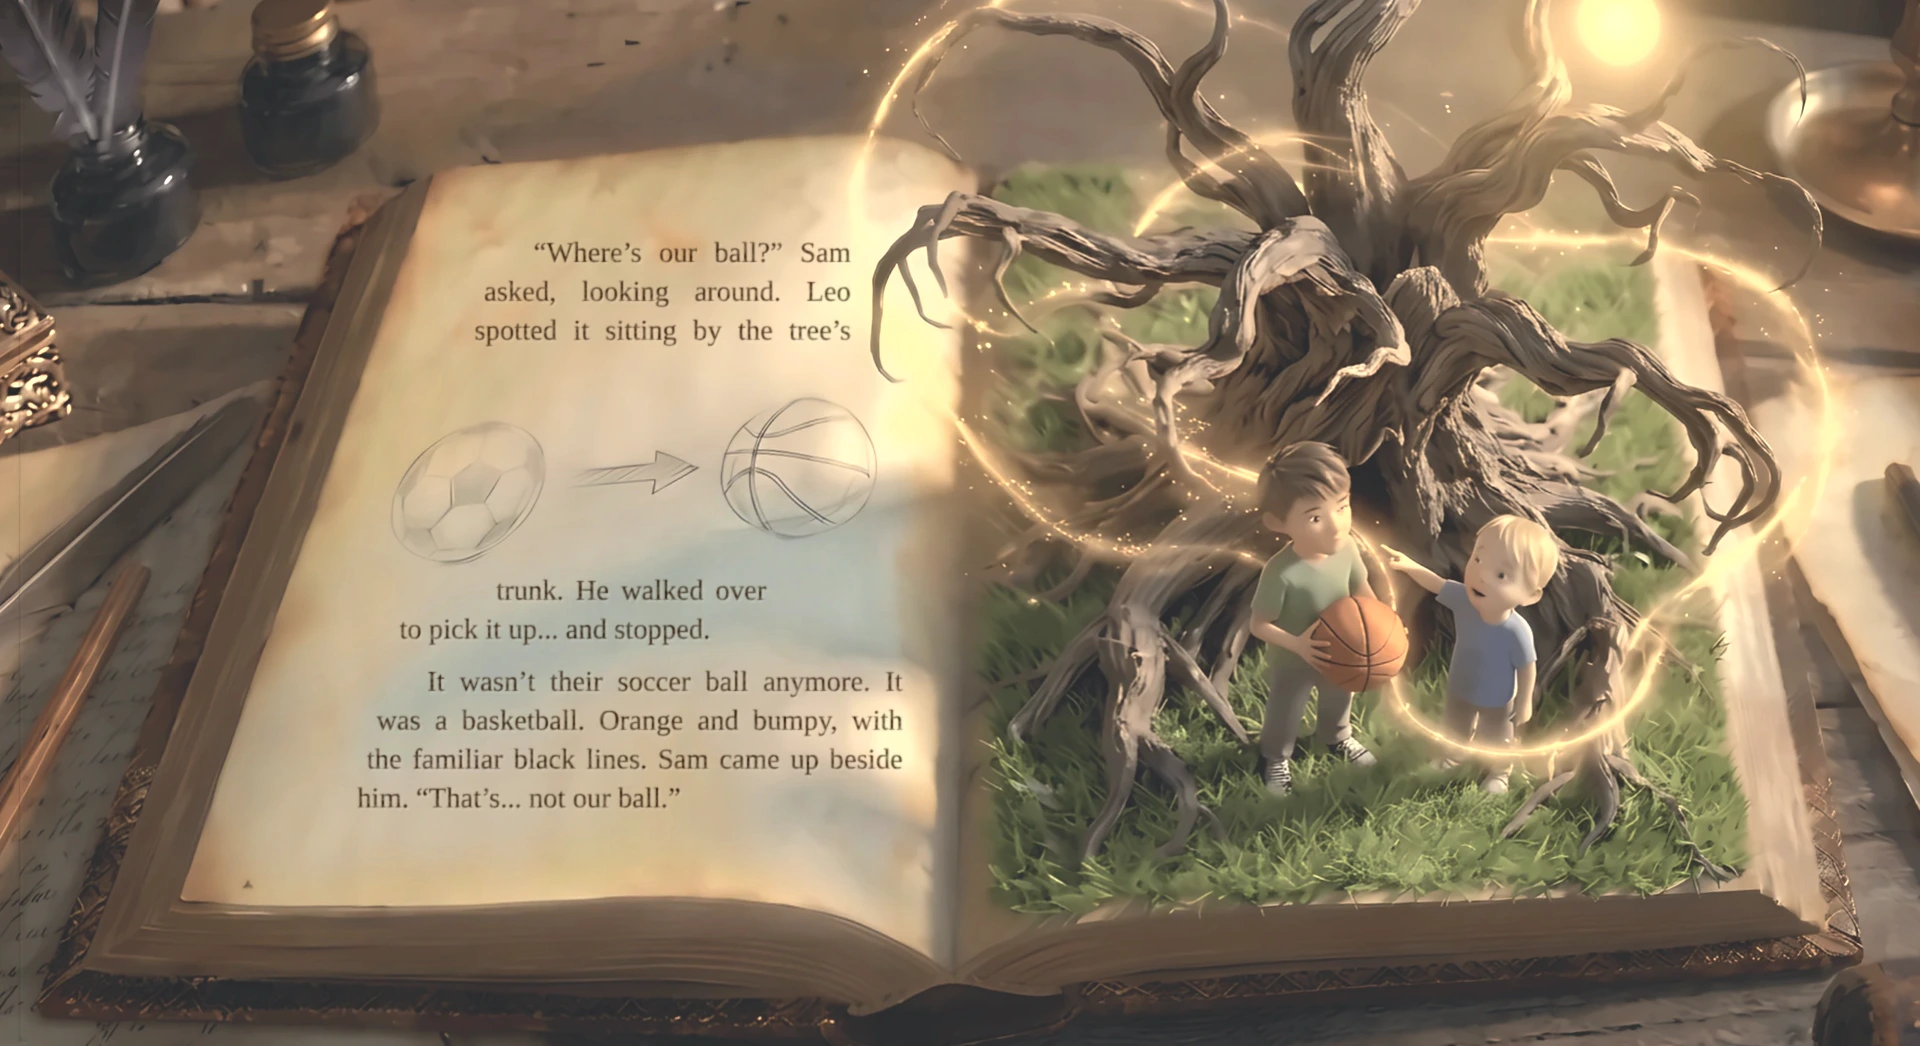 “Where’s our ball?” Sam
asked, looking around. Leo
spotted it sitting by the tree’s
trunk. He walked over
to pick it up... and stopped.
It wasn’t their soccer ball anymore. It
was a basketball. Orange and bumpy, with
the familiar black lines. Sam came up beside
him. “That’s... not our ball.”